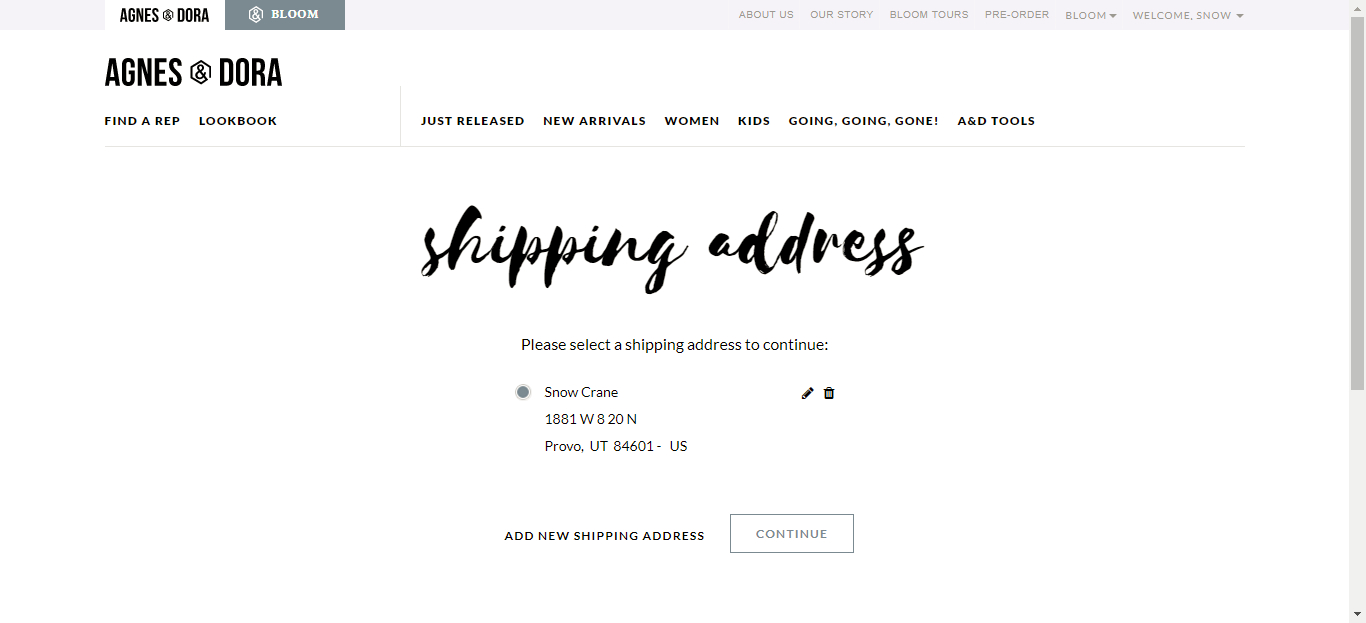 AGNES & DORA
& BLOOM
ABOUT US OUR STORY BLOOM TOURS PRE-ORDER BLOOM WELCOME, SNOW
AGNES & DORA
FIND A REP LOOKBOOK
JUST RELEASED NEW ARRIVALS WOMEN KIDS GOING, GOING, GONE! A&D TOOLS
shipping address
Please select a shipping address to continue:
Snow Crane
1881 W 8 20 N
Provo, UT 84601 - US
ADD NEW SHIPPING ADDRESS
CONTINUE